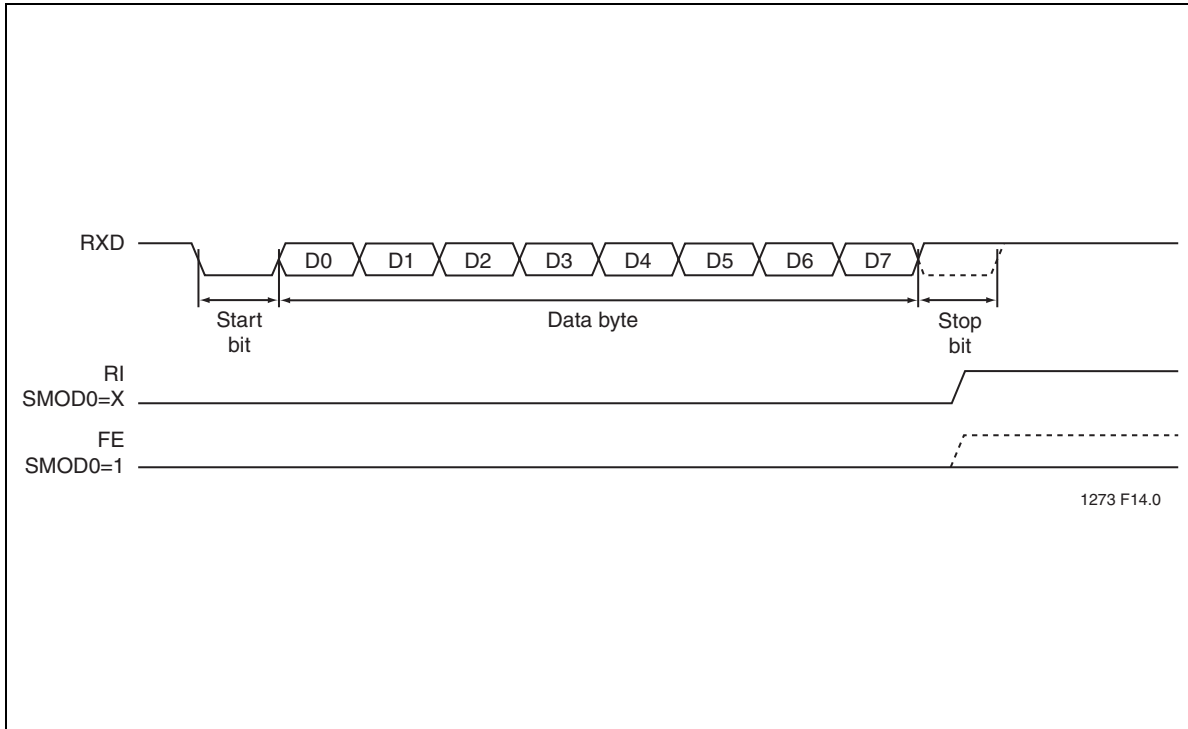 RXD
D0 D1 D2 D3 D4 D5 D6 D7
Start
bit
Data byte
Stop
bit
RI
SMOD0=X
FE
SMOD0=1
1273 F14.0